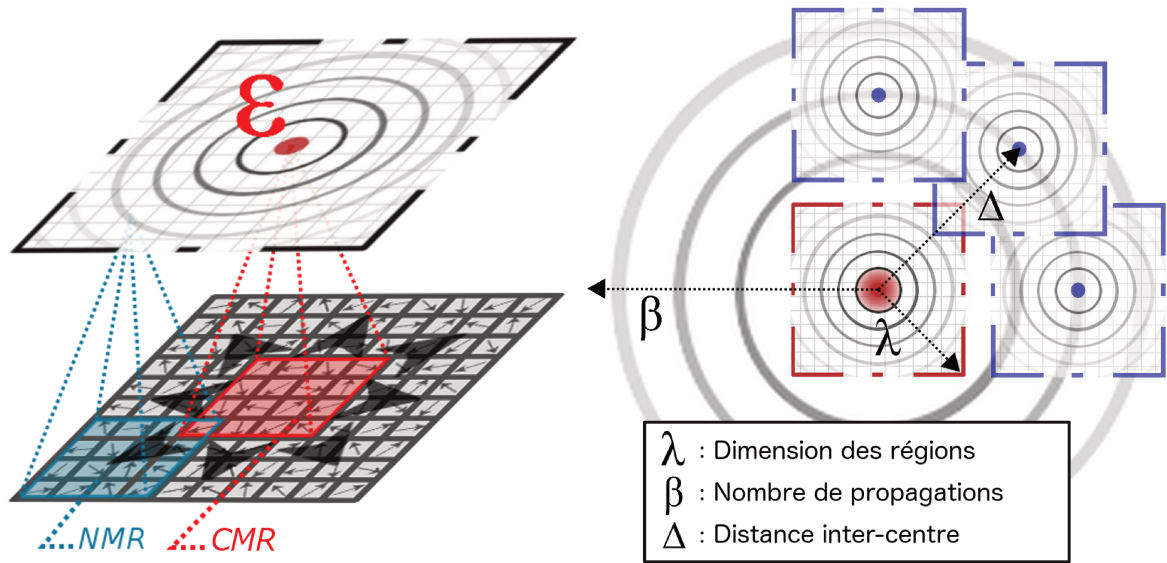 ε
NMR
CMR
Δ
β
λ
λ : Dimension des régions
β : Nombre de propagations
Δ : Distance inter-centre